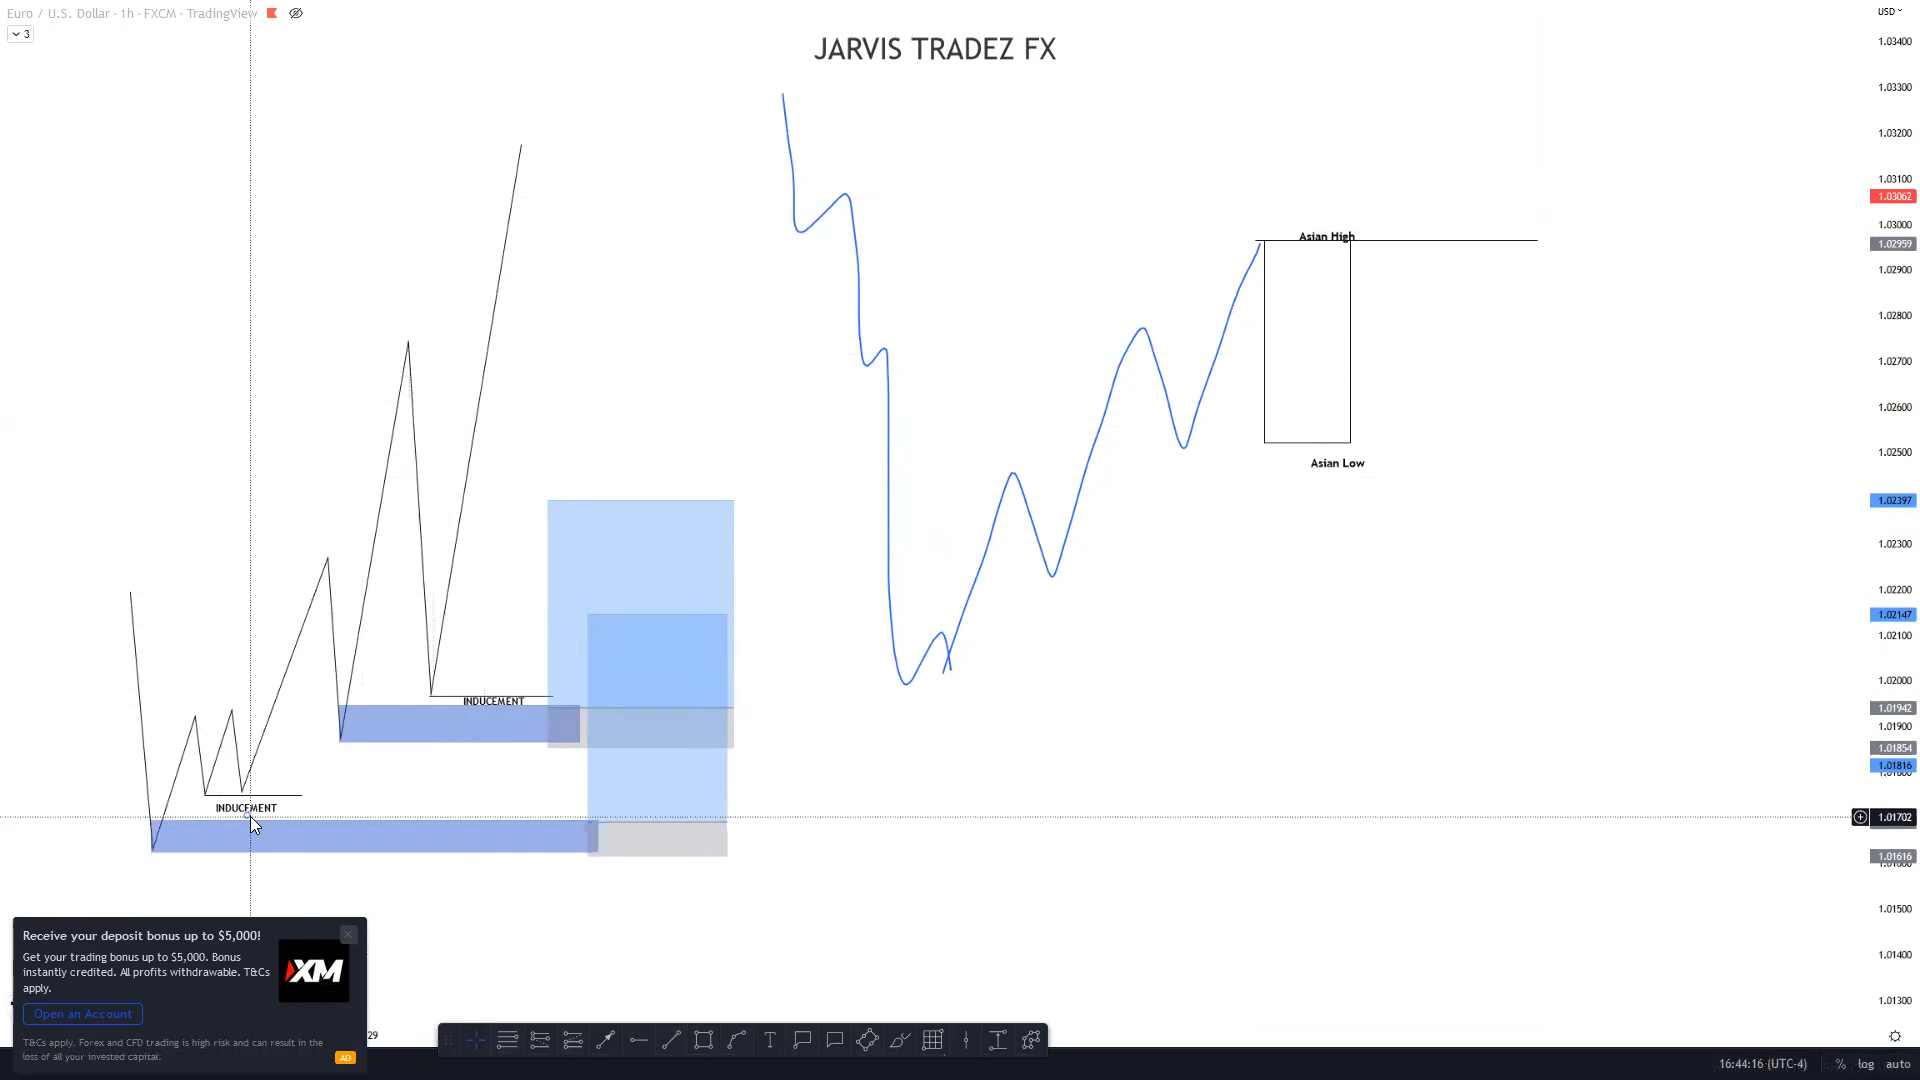 Euro / U.S. Dollar · 1h · FXCM · TradingView
3
JARVIS TRADEZ FX
USD
1.03400
1.03300
1.03200
1.03100
1.03062
1.03000
1.02959
1.02900
1.02800
1.02700
1.02600
1.02500
1.02397
1.02300
1.02200
1.02147
1.02100
1.02000
1.01942
1.01900
1.01854
1.01816
1.01702
1.01616
1.01500
1.01400
1.01300
Asian High
Asian Low
INDUCEMENT
INDUCEMENT
Receive your deposit bonus up to $5,000!
Get your trading bonus up to $5,000. Bonus
instantly credited. All profits withdrawable. T&Cs
apply.
XM
Open an Account
T&Cs apply. Forex and CFD trading is high risk and can result in the
loss of all your invested capital.
AD
29
16:44:16 (UTC-4)
%
log
auto